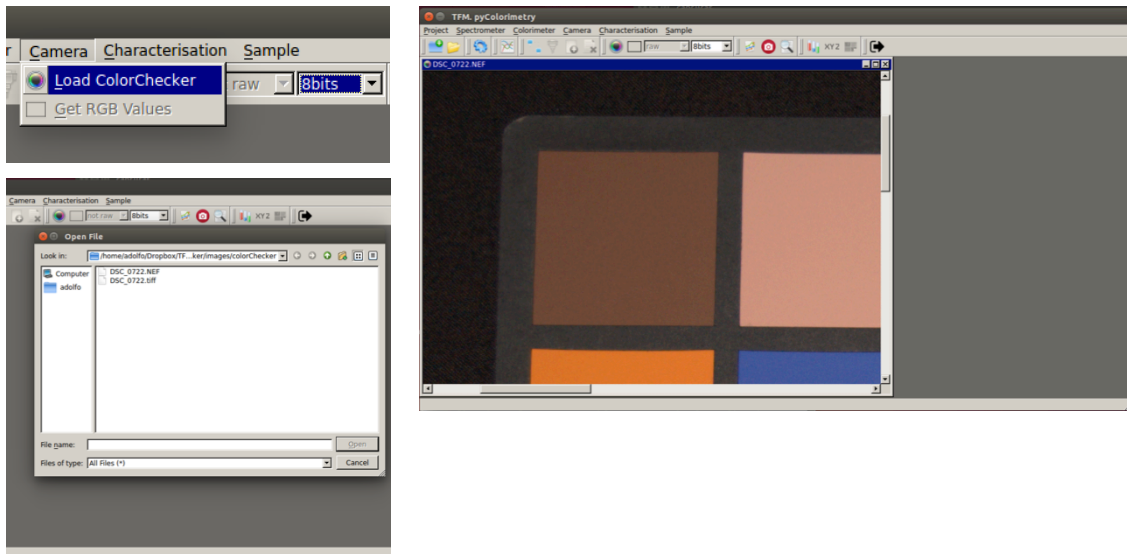 r Camera Characterisation Sample
Load ColorChecker
raw 8bits
Get RGB Values
Camera Characterisation Sample
not raw 8bits XYZ
Open File
Look in: /home/adolfo/Dropbox/TF...ker/images/colorChecker
Computer
adolfo
DSC_0722.NEF
DSC_0722.tiff
File name: Open
Files of type: All Files (*) Cancel
TFM. pyColorimetry
Project Spectrometer Colorimeter Camera Characterisation Sample
raw 8bits XYZ
DSC_0722.NEF